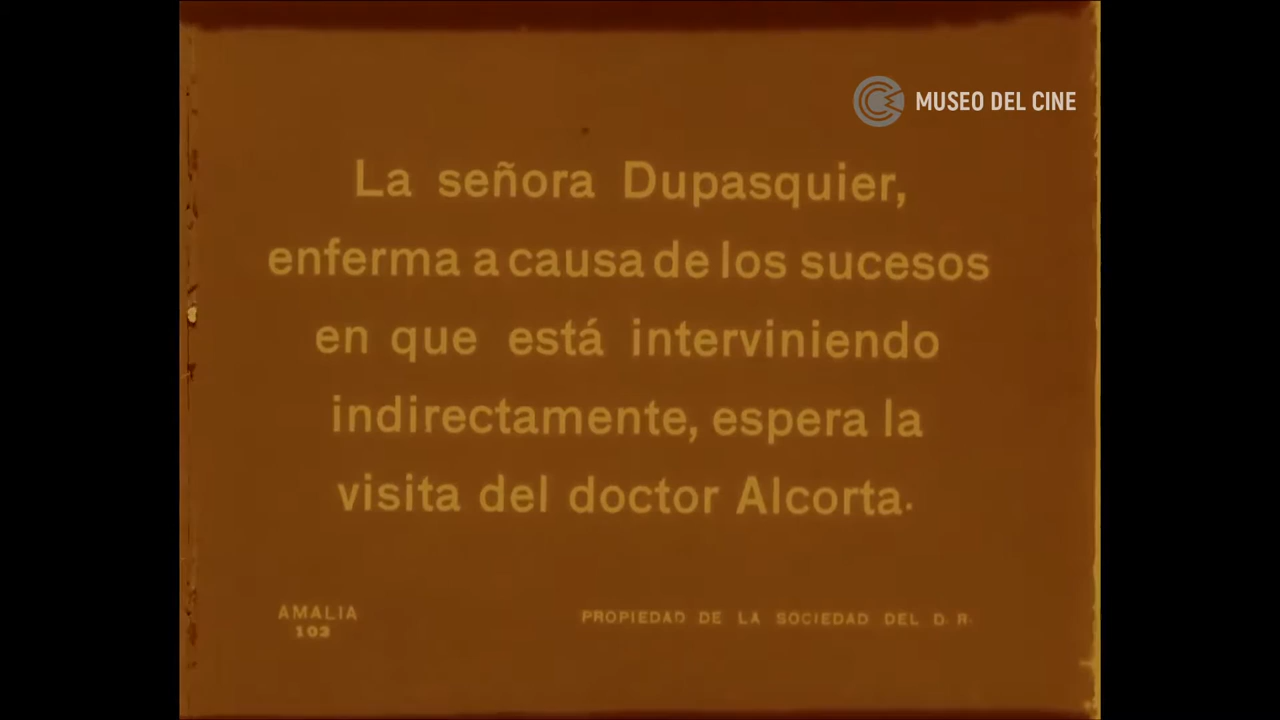 MUSEO DEL CINE
La señora Dupasquier,
enferma a causa de los sucesos
en que está interviniendo
indirectamente, espera la
visita del doctor Alcorta.
AMALIA
103
PROPIEDAD DE LA SOCIEDAD DEL D. R.